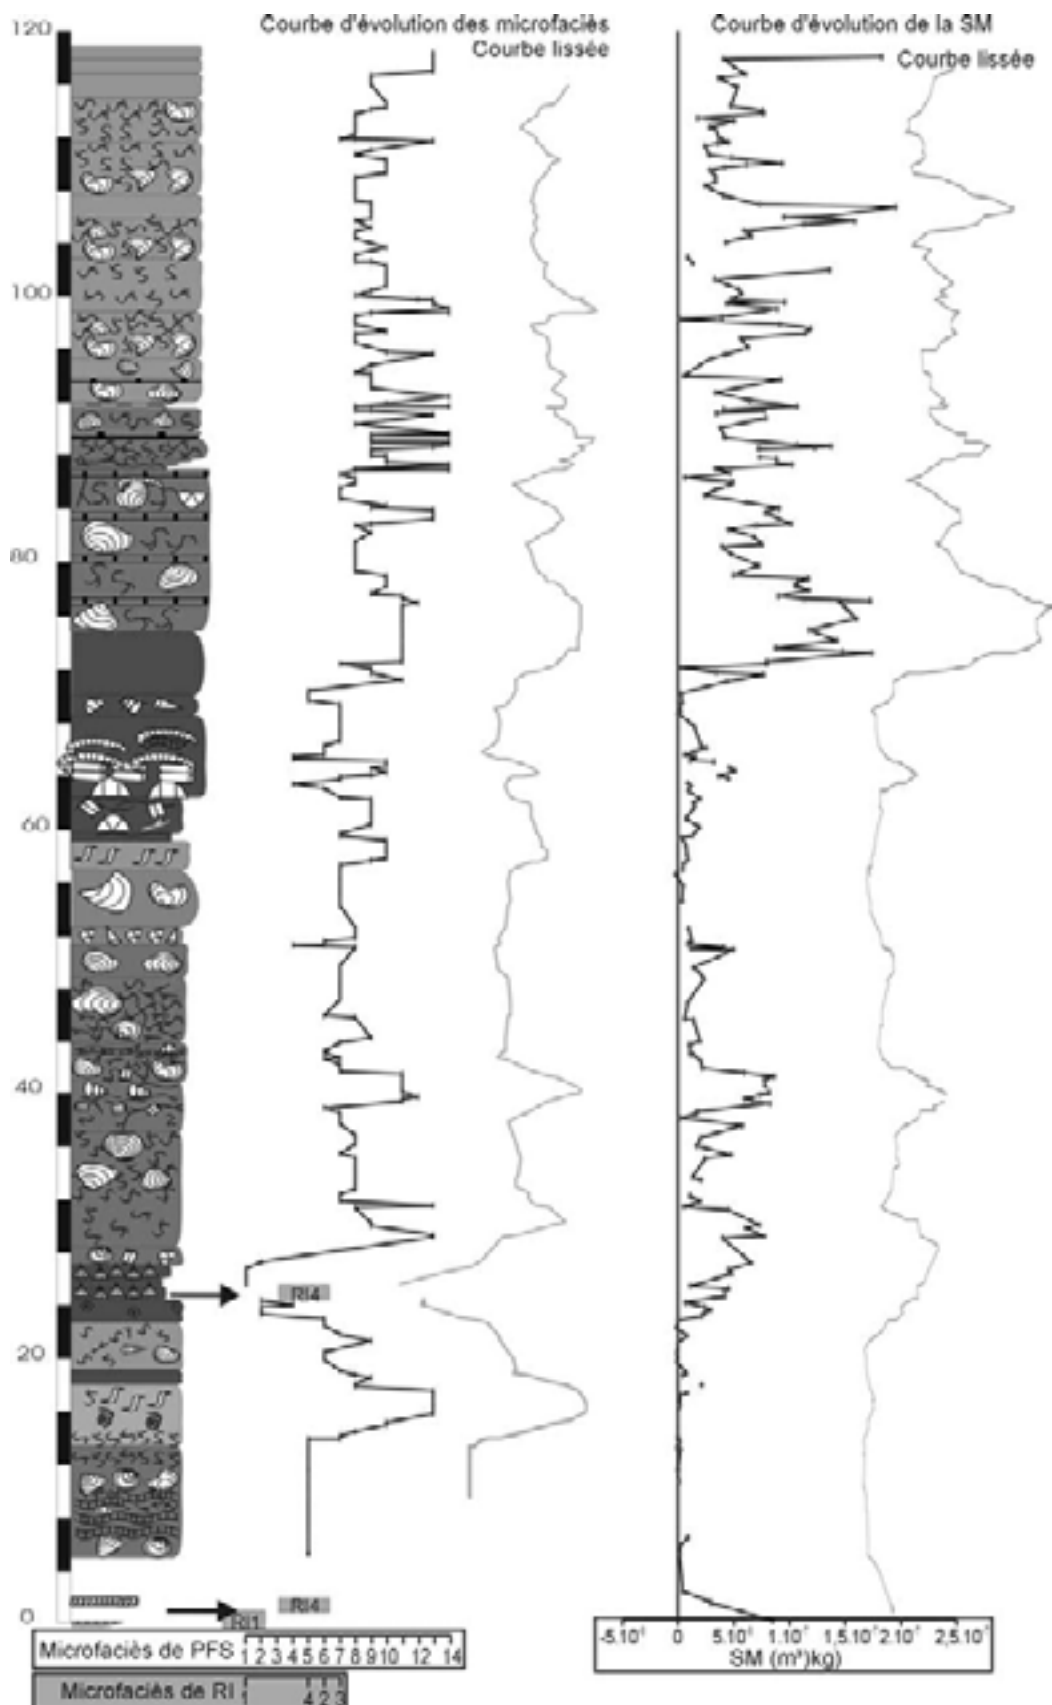 Courbe d'évolution des microfaciès
Courbe lissée
Courbe d'évolution de la SM
Courbe lissée
120
100
80
60
40
20
0
RI4
RI4
RI1
Microfaciès de PFS
1 2 3 4 5 6 7 8 9 10 12 14
Microfaciès de RI
4 2 3
0
SM (m³)kg)